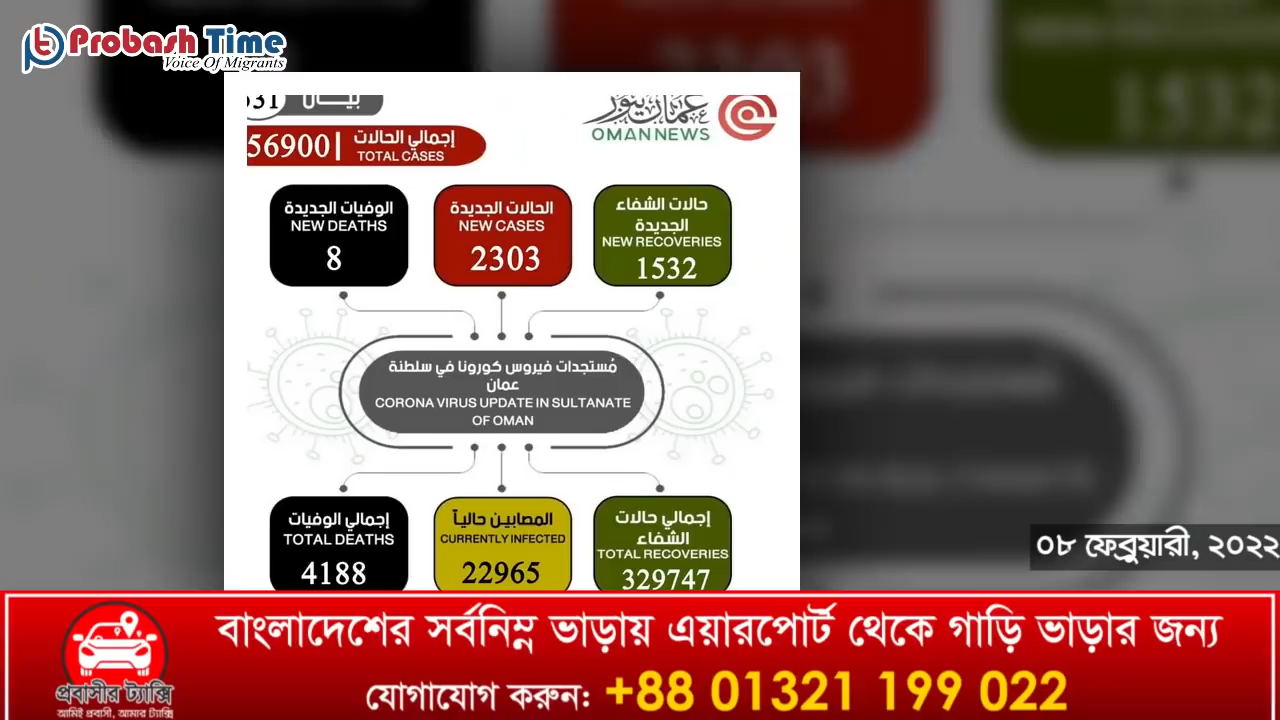 Probash Time
Voice Of Migrants
بيـــان
عمان نيوز
OMAN NEWS
56900 | إجمالي الحالات
TOTAL CASES
الوفيات الجديدة
NEW DEATHS
8
الحالات الجديدة
NEW CASES
2303
حالات الشفاء
الجديدة
NEW RECOVERIES
1532
مُستجدات فيروس كورونا في سلطنة
عمان
CORONA VIRUS UPDATE IN SULTANATE
OF OMAN
إجمالي الوفيات
TOTAL DEATHS
4188
المصابين حالياً
CURRENTLY INFECTED
22965
إجمالي حالات
الشفاء
TOTAL RECOVERIES
329747
০৮ ফেব্রুয়ারী, ২০২২
বাংলাদেশের সর্বনিম্ন ভাড়ায় এয়ারপোর্ট থেকে গাড়ি ভাড়ার জন্য
যোগাযোগ করুন: +88 01321 199 022
প্রবাসীর ট্যাক্সি
আমিই প্রবাসী, আমার ট্যাক্সি